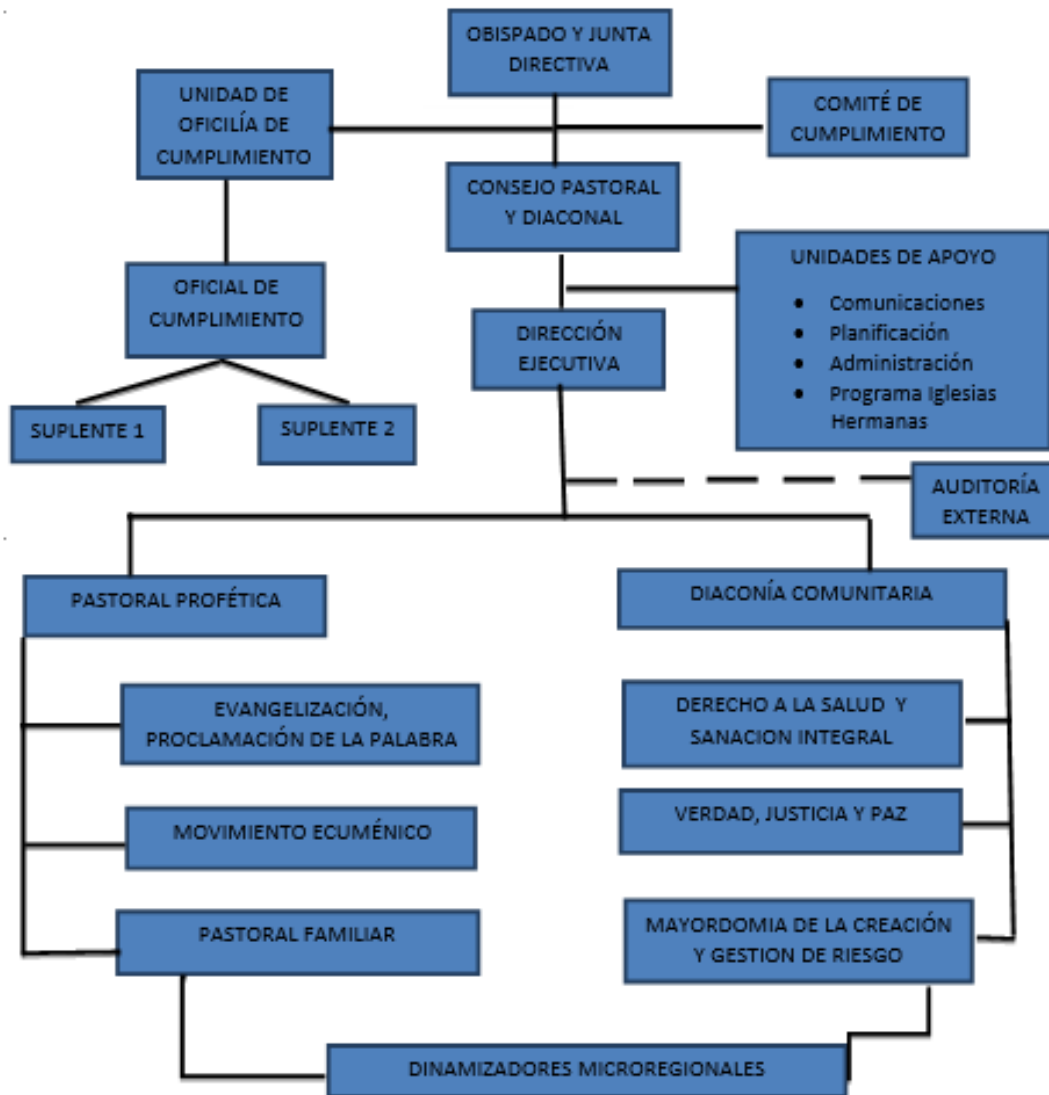 OBISPADO Y JUNTA
DIRECTIVA
UNIDAD DE
OFICILÍA DE
CUMPLIMIENTO
COMITÉ DE
CUMPLIMIENTO
CONSEJO PASTORAL
Y DIACONAL
OFICIAL DE
CUMPLIMIENTO
UNIDADES DE APOYO
• Comunicaciones
• Planificación
• Administración
• Programa Iglesias
Hermanas
DIRECCIÓN
EJECUTIVA
SUPLENTE 1
SUPLENTE 2
AUDITORÍA
EXTERNA
PASTORAL PROFÉTICA
DIACONÍA COMUNITARIA
EVANGELIZACIÓN,
PROCLAMACIÓN DE LA PALABRA
DERECHO A LA SALUD Y
SANACION INTEGRAL
MOVIMIENTO ECUMÉNICO
VERDAD, JUSTICIA Y PAZ
PASTORAL FAMILIAR
MAYORDOMIA DE LA CREACIÓN
Y GESTION DE RIESGO
DINAMIZADORES MICROREGIONALES